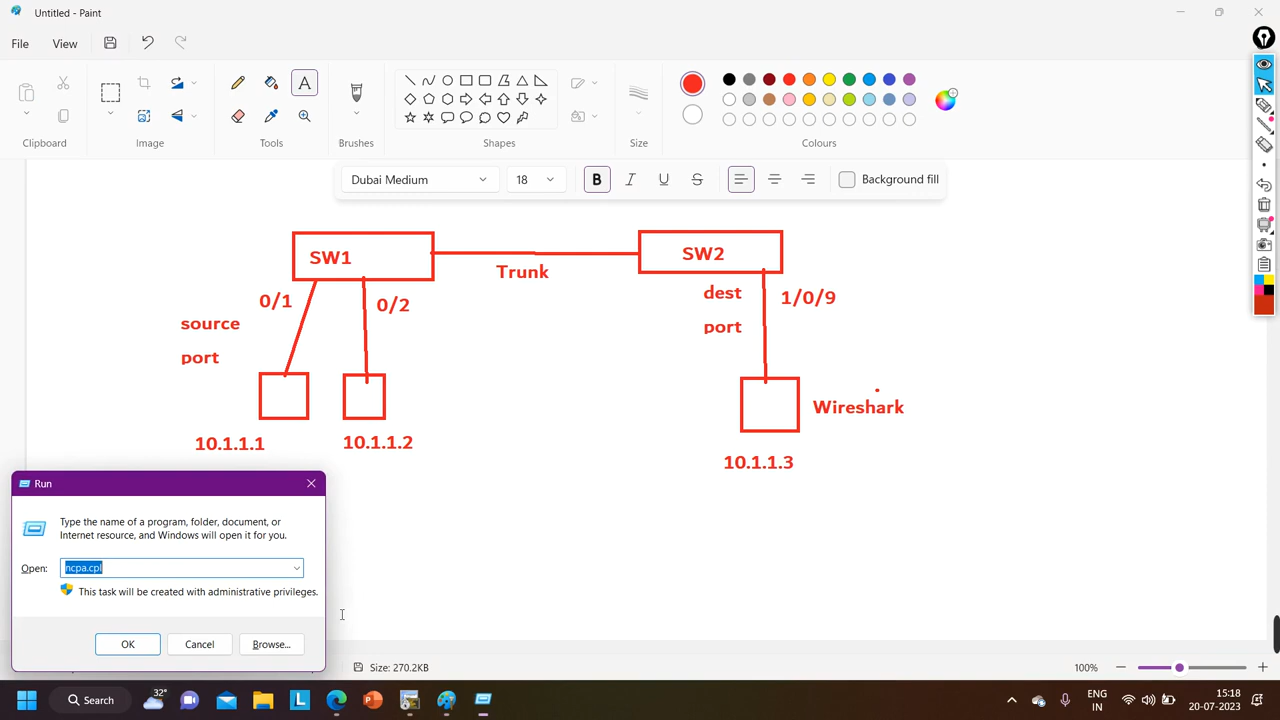 Untitled - Paint
File View
A
Clipboard Image Tools Brushes Shapes Size Colours
Dubai Medium 18 B I U S Background fill
SW1 SW2
Trunk
0/1 0/2 dest 1/0/9
source port
port
Wireshark
10.1.1.1 10.1.1.2
10.1.1.3
Run
Type the name of a program, folder, document, or
Internet resource, and Windows will open it for you.
Open: ncpa.cpl
This task will be created with administrative privileges.
OK Cancel Browse...
Size: 270.2KB 100%
32° Search L ENG 15:18
IN 20-07-2023